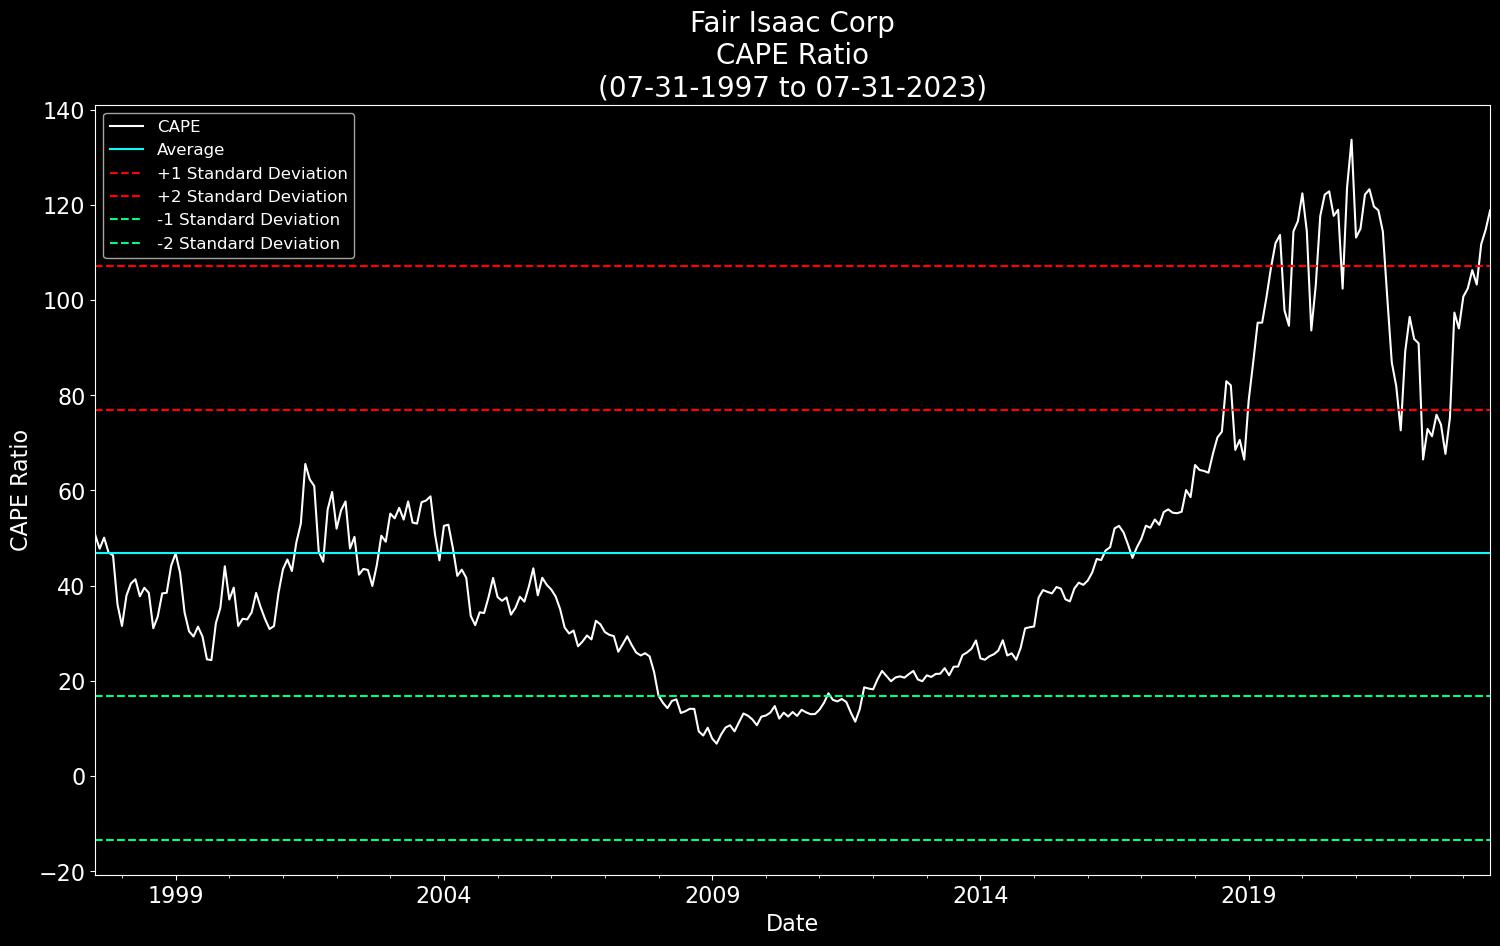 Fair Isaac Corp
CAPE Ratio
(07-31-1997 to 07-31-2023)
140
120
100
80
60
40
20
0
−20
CAPE Ratio
CAPE
Average
+1 Standard Deviation
+2 Standard Deviation
-1 Standard Deviation
-2 Standard Deviation
1999 2004 2009 2014 2019
Date